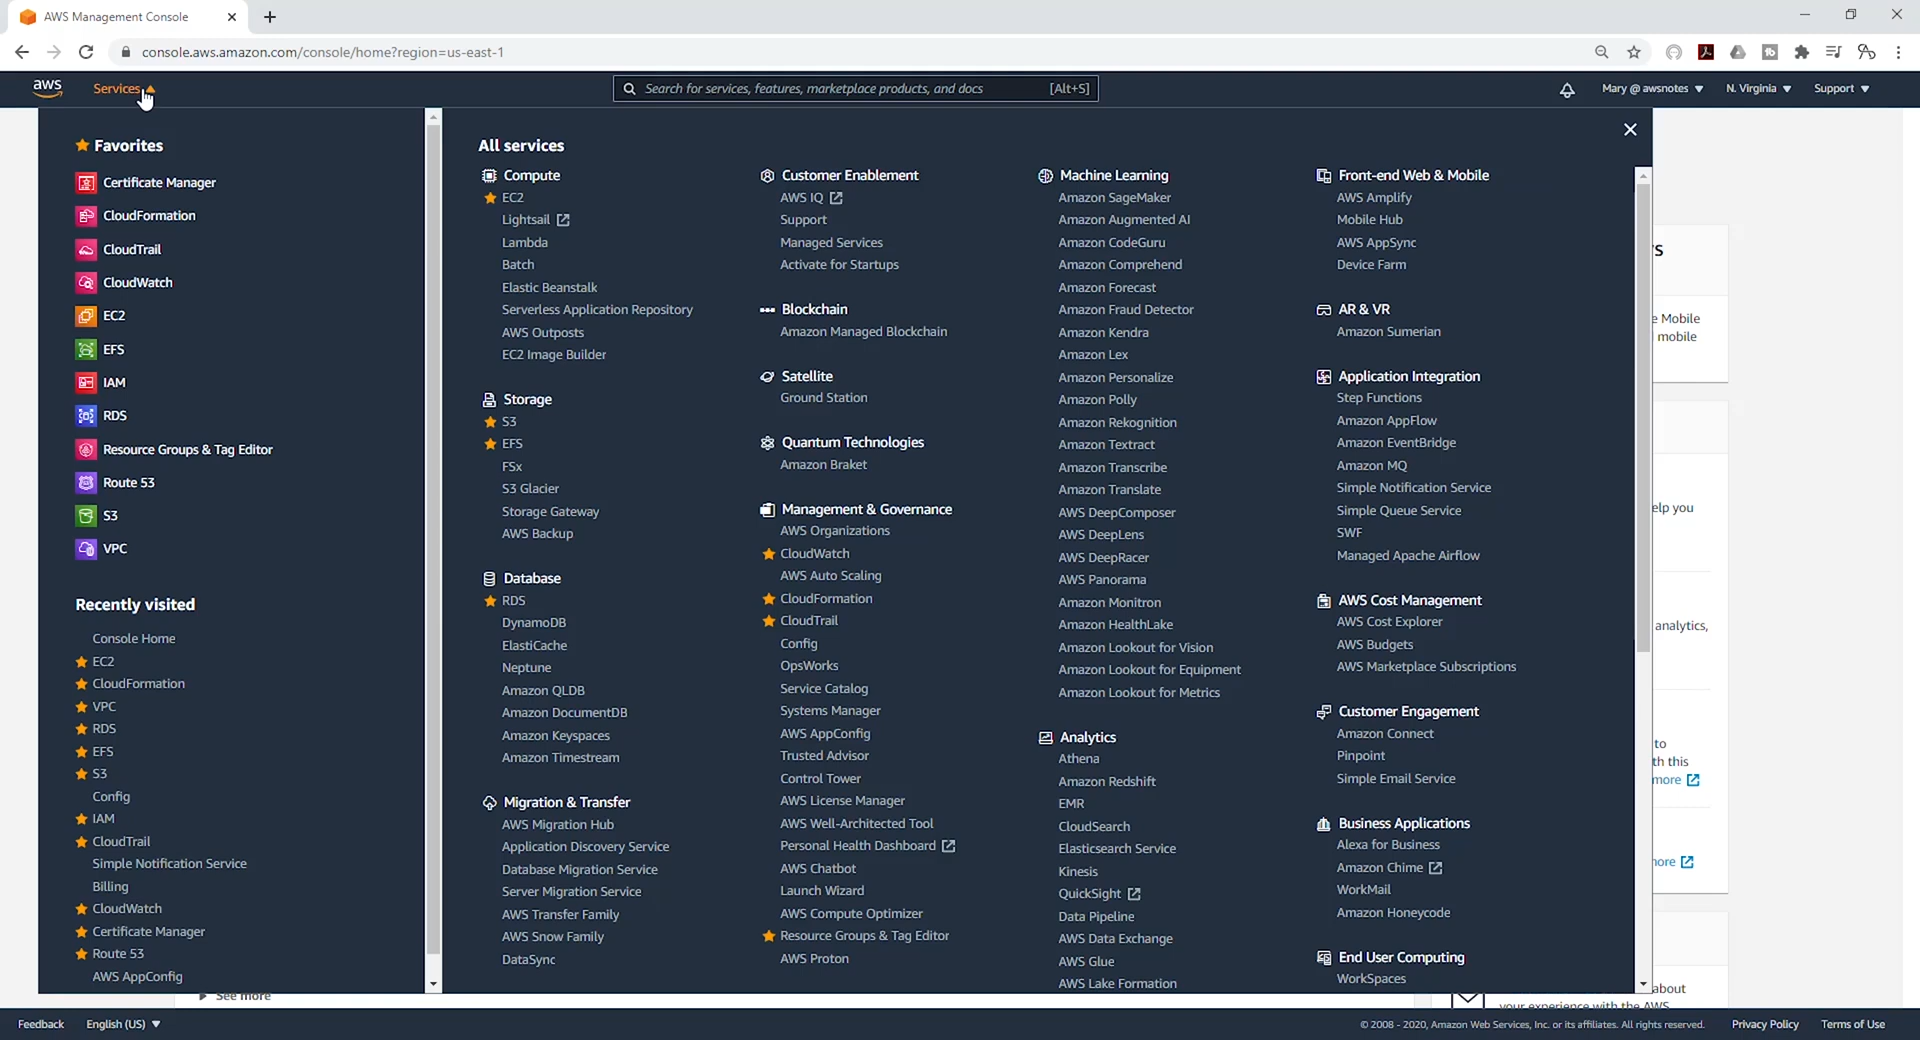 AWS Management Console
console.aws.amazon.com/console/home?region=us-east-1
aws
Services
Search for services, features, marketplace products, and docs
[Alt+S]
Mary @ awsnotes
N. Virginia
Support
Favorites
Certificate Manager
CloudFormation
CloudTrail
CloudWatch
EC2
EFS
IAM
RDS
Resource Groups & Tag Editor
Route 53
S3
VPC
Recently visited
Console Home
EC2
CloudFormation
VPC
RDS
EFS
S3
Config
IAM
CloudTrail
Simple Notification Service
Billing
CloudWatch
Certificate Manager
Route 53
AWS AppConfig
All services
Compute
EC2
Lightsail
Lambda
Batch
Elastic Beanstalk
Serverless Application Repository
AWS Outposts
EC2 Image Builder
Storage
S3
EFS
FSx
S3 Glacier
Storage Gateway
AWS Backup
Database
RDS
DynamoDB
ElastiCache
Neptune
Amazon QLDB
Amazon DocumentDB
Amazon Keyspaces
Amazon Timestream
Migration & Transfer
AWS Migration Hub
Application Discovery Service
Database Migration Service
Server Migration Service
AWS Transfer Family
AWS Snow Family
DataSync
Customer Enablement
AWS IQ
Support
Managed Services
Activate for Startups
Blockchain
Amazon Managed Blockchain
Satellite
Ground Station
Quantum Technologies
Amazon Braket
Management & Governance
AWS Organizations
CloudWatch
AWS Auto Scaling
CloudFormation
CloudTrail
Config
OpsWorks
Service Catalog
Systems Manager
AWS AppConfig
Trusted Advisor
Control Tower
AWS License Manager
AWS Well-Architected Tool
Personal Health Dashboard
AWS Chatbot
Launch Wizard
AWS Compute Optimizer
Resource Groups & Tag Editor
AWS Proton
Machine Learning
Amazon SageMaker
Amazon Augmented AI
Amazon CodeGuru
Amazon Comprehend
Amazon Forecast
Amazon Fraud Detector
Amazon Kendra
Amazon Lex
Amazon Personalize
Amazon Polly
Amazon Rekognition
Amazon Textract
Amazon Transcribe
Amazon Translate
AWS DeepComposer
AWS DeepLens
AWS DeepRacer
AWS Panorama
Amazon Monitron
Amazon HealthLake
Amazon Lookout for Vision
Amazon Lookout for Equipment
Amazon Lookout for Metrics
Analytics
Athena
Amazon Redshift
EMR
CloudSearch
Elasticsearch Service
Kinesis
QuickSight
Data Pipeline
AWS Data Exchange
AWS Glue
AWS Lake Formation
Front-end Web & Mobile
AWS Amplify
Mobile Hub
AWS AppSync
Device Farm
AR & VR
Amazon Sumerian
Application Integration
Step Functions
Amazon AppFlow
Amazon EventBridge
Amazon MQ
Simple Notification Service
Simple Queue Service
SWF
Managed Apache Airflow
AWS Cost Management
AWS Cost Explorer
AWS Budgets
AWS Marketplace Subscriptions
Customer Engagement
Amazon Connect
Pinpoint
Simple Email Service
Business Applications
Alexa for Business
Amazon Chime
WorkMail
Amazon Honeycode
End User Computing
WorkSpaces
Mobile
mobile
you
analytics,
to
this
more
about
your experience with the AWS
See more
Feedback
English (US)
© 2008 - 2020, Amazon Web Services, Inc. or its affiliates. All rights reserved.
Privacy Policy
Terms of Use